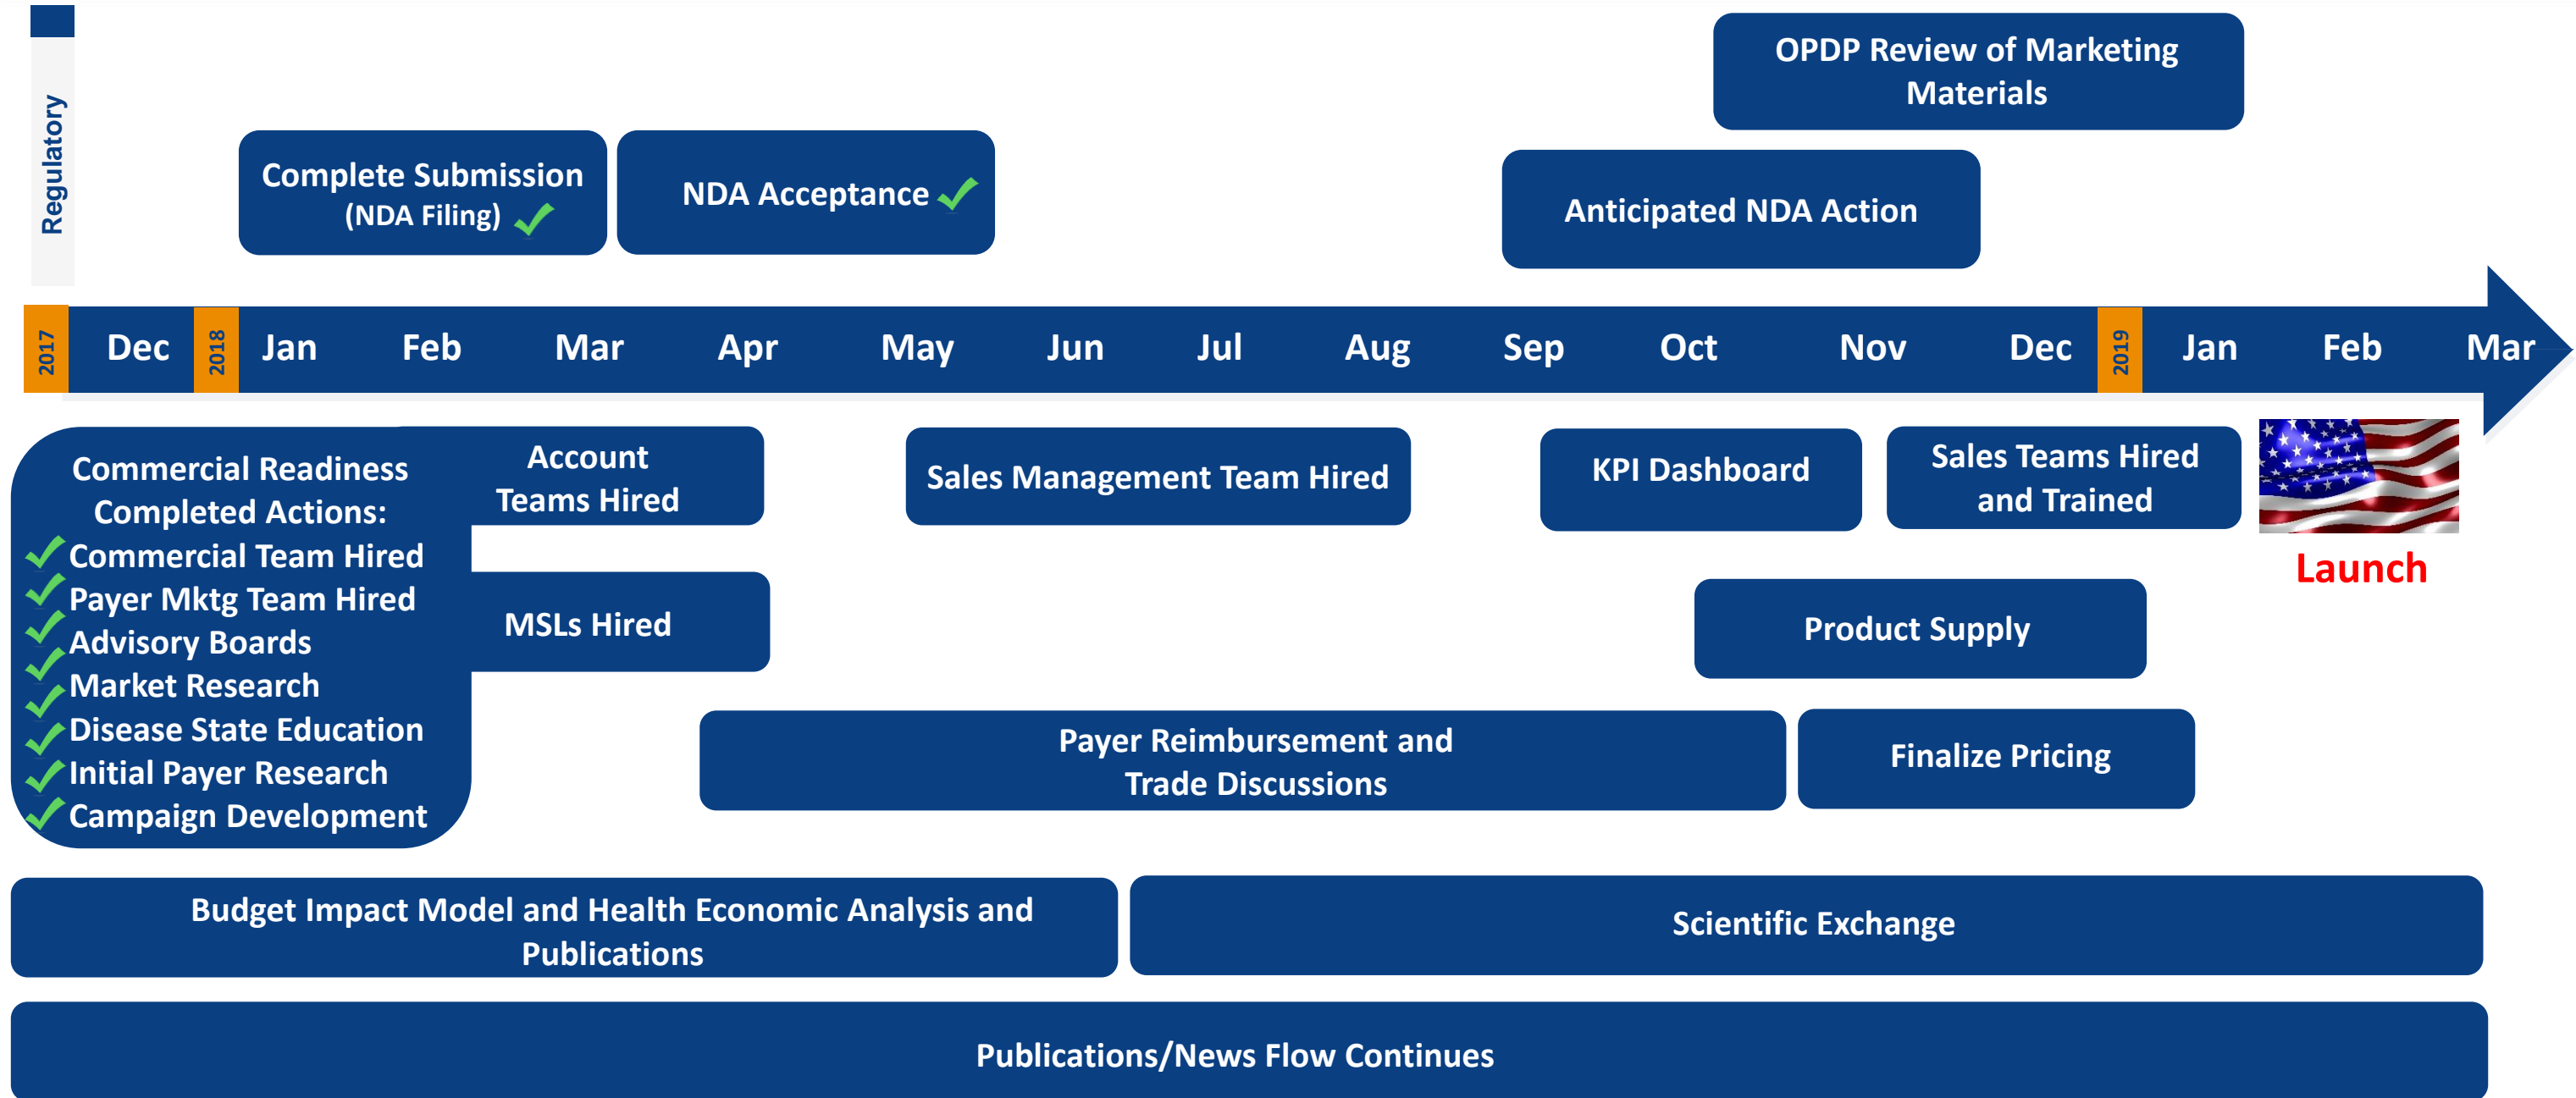 Regulatory
OPDP Review of Marketing
Materials
Complete Submission
(NDA Filing)
NDA Acceptance
Anticipated NDA Action
2017 Dec 2018 Jan Feb Mar Apr May Jun Jul Aug Sep Oct Nov Dec 2019 Jan Feb Mar
Commercial Readiness
Completed Actions:
Commercial Team Hired
Payer Mktg Team Hired
Advisory Boards
Market Research
Disease State Education
Initial Payer Research
Campaign Development
Account
Teams Hired
MSLs Hired
Sales Management Team Hired
KPI Dashboard
Sales Teams Hired
and Trained
Launch
Product Supply
Payer Reimbursement and
Trade Discussions
Finalize Pricing
Budget Impact Model and Health Economic Analysis and
Publications
Scientific Exchange
Publications/News Flow Continues